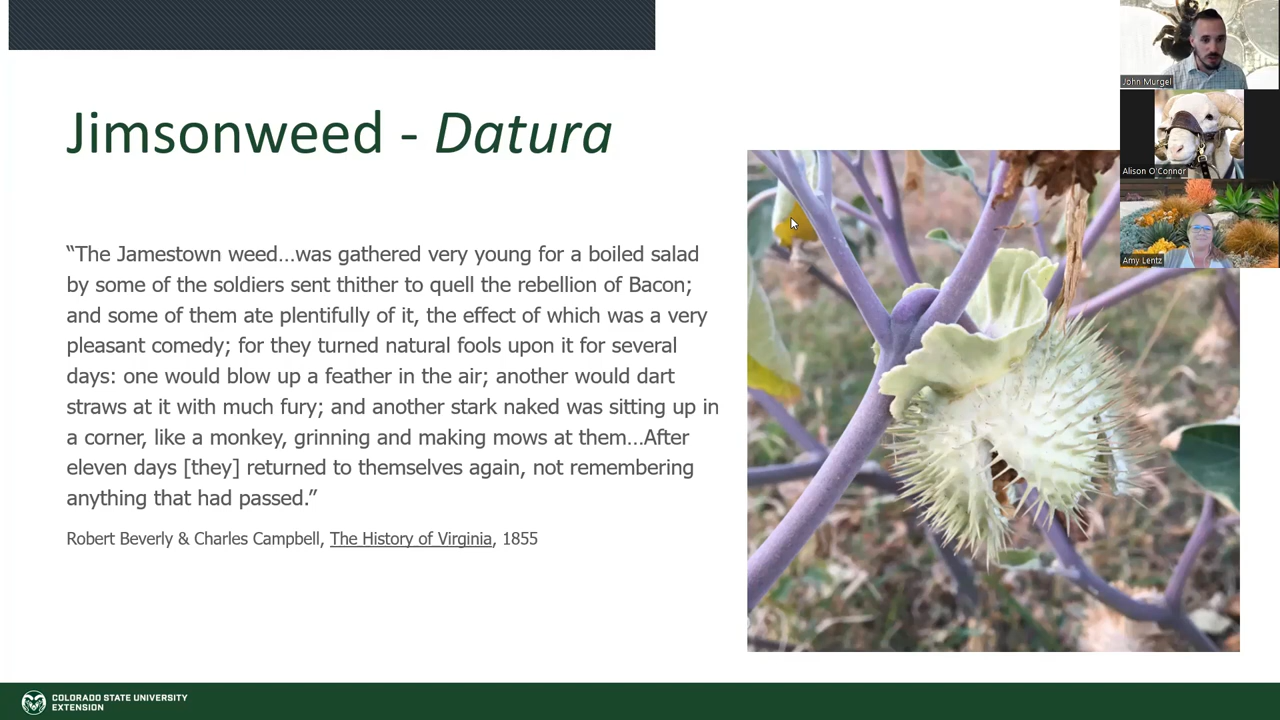 Jimsonweed - Datura
“The Jamestown weed…was gathered very young for a boiled salad
by some of the soldiers sent thither to quell the rebellion of Bacon;
and some of them ate plentifully of it, the effect of which was a very
pleasant comedy; for they turned natural fools upon it for several
days: one would blow up a feather in the air; another would dart
straws at it with much fury; and another stark naked was sitting up in
a corner, like a monkey, grinning and making mows at them…After
eleven days [they] returned to themselves again, not remembering
anything that had passed.”
Robert Beverly & Charles Campbell, The History of Virginia, 1855
John Murgel
Alison O'Connor
Amy Lentz
COLORADO STATE UNIVERSITY
EXTENSION